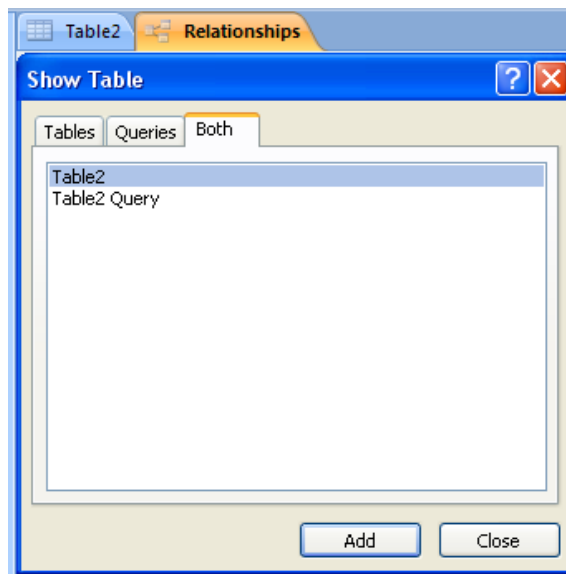 Table2 Relationships
Show Table ?
Tables Queries Both
Table2
Table2 Query
Add Close